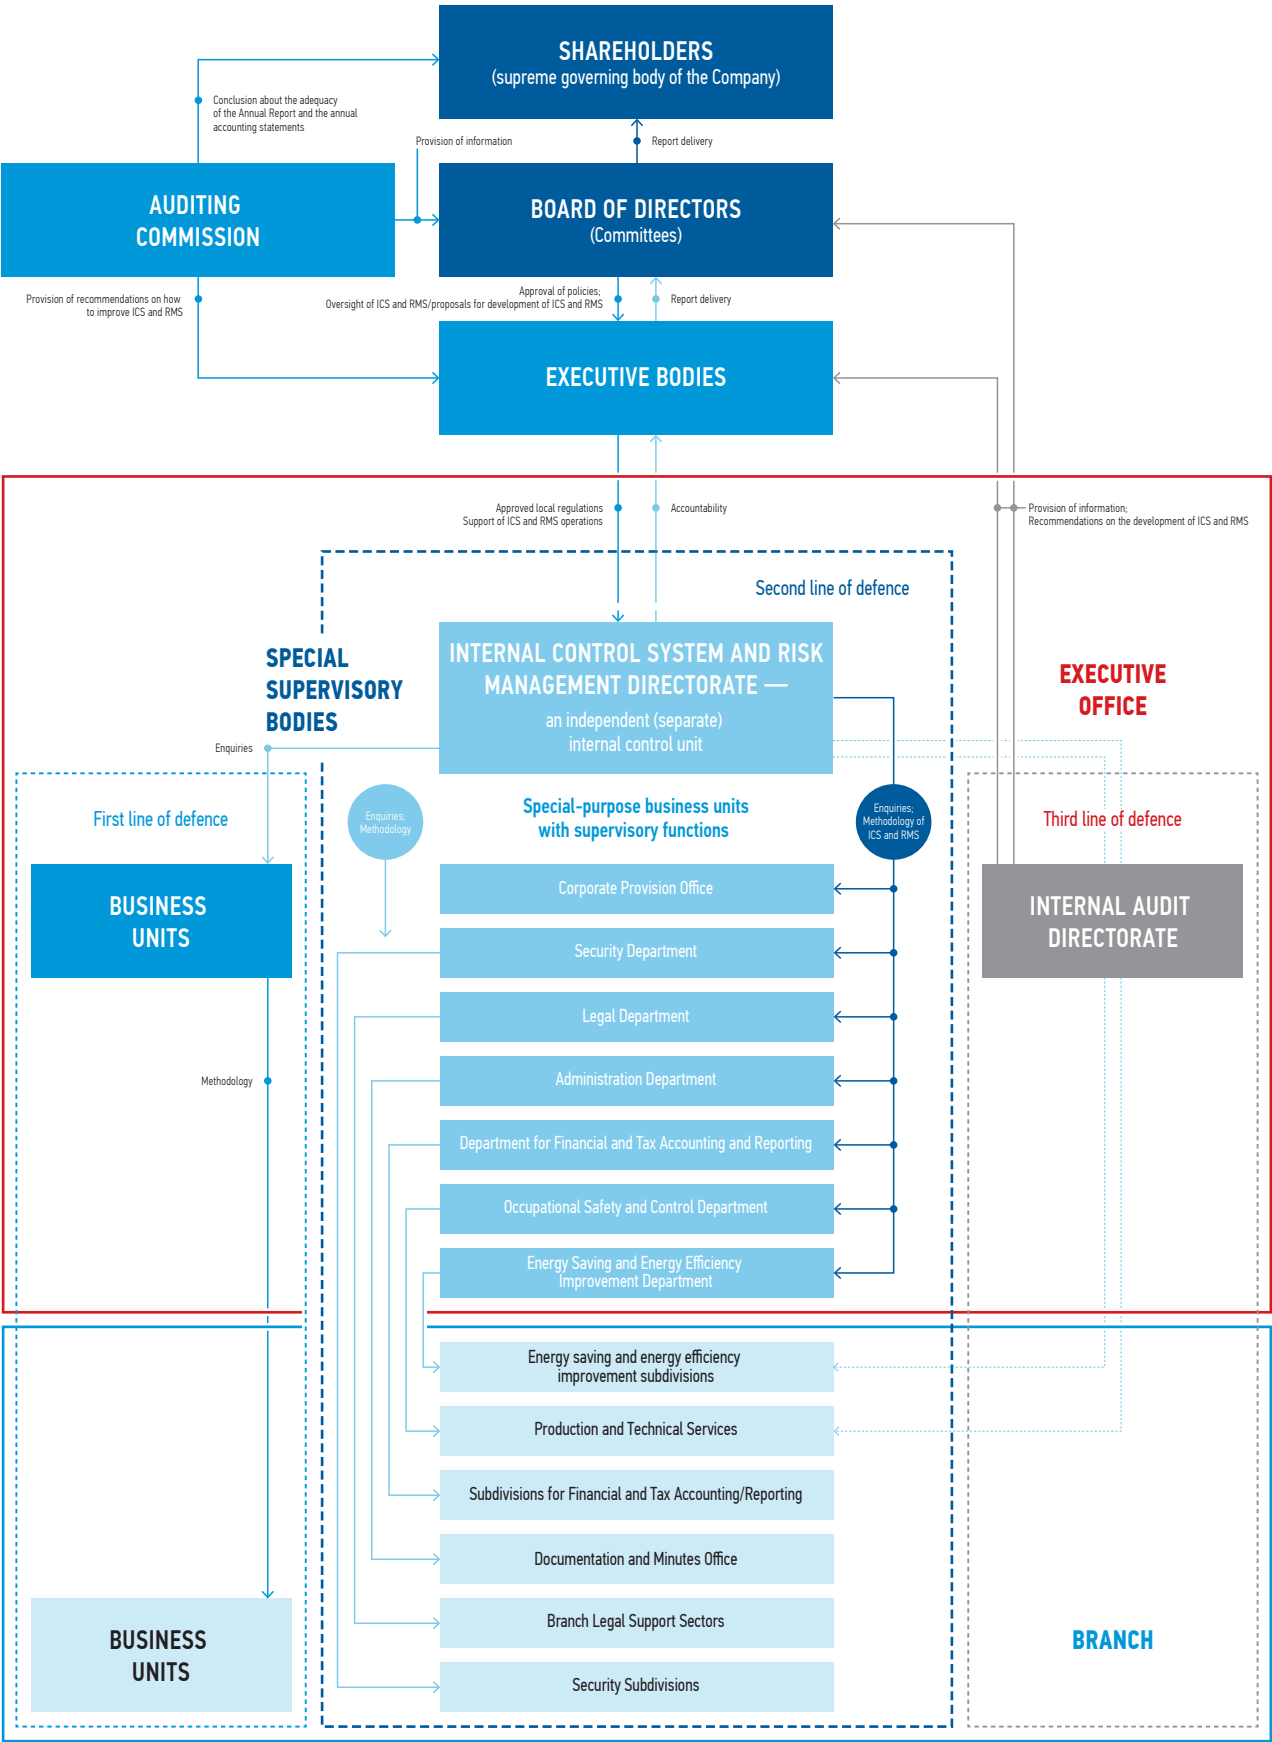 SHAREHOLDERS
(supreme governing body of the Company)
Conclusion about the adequacy
of the Annual Report and the annual
accounting statements
Provision of information
Report delivery
AUDITING
COMMISSION
BOARD OF DIRECTORS
(Committees)
Provision of recommendations on how
to improve ICS and RMS
Approval of policies;
Oversight of ICS and RMS/proposals for development of ICS and RMS
Report delivery
EXECUTIVE BODIES
Approved local regulations
Support of ICS and RMS operations
Accountability
Provision of information;
Recommendations on the development of ICS and RMS
Second line of defence
SPECIAL
SUPERVISORY
BODIES
INTERNAL CONTROL SYSTEM AND RISK
MANAGEMENT DIRECTORATE —
an independent (separate)
internal control unit
EXECUTIVE
OFFICE
Enquiries
First line of defence
Enquiries;
Methodology
Special-purpose business units
with supervisory functions
Enquiries;
Methodology of
ICS and RMS
Third line of defence
BUSINESS
UNITS
INTERNAL AUDIT
DIRECTORATE
Corporate Provision Office
Security Department
Legal Department
Administration Department
Methodology
Department for Financial and Tax Accounting and Reporting
Occupational Safety and Control Department
Energy Saving and Energy Efficiency
Improvement Department
Energy saving and energy efficiency
improvement subdivisions
Production and Technical Services
Subdivisions for Financial and Tax Accounting/Reporting
Documentation and Minutes Office
Branch Legal Support Sectors
Security Subdivisions
BUSINESS
UNITS
BRANCH